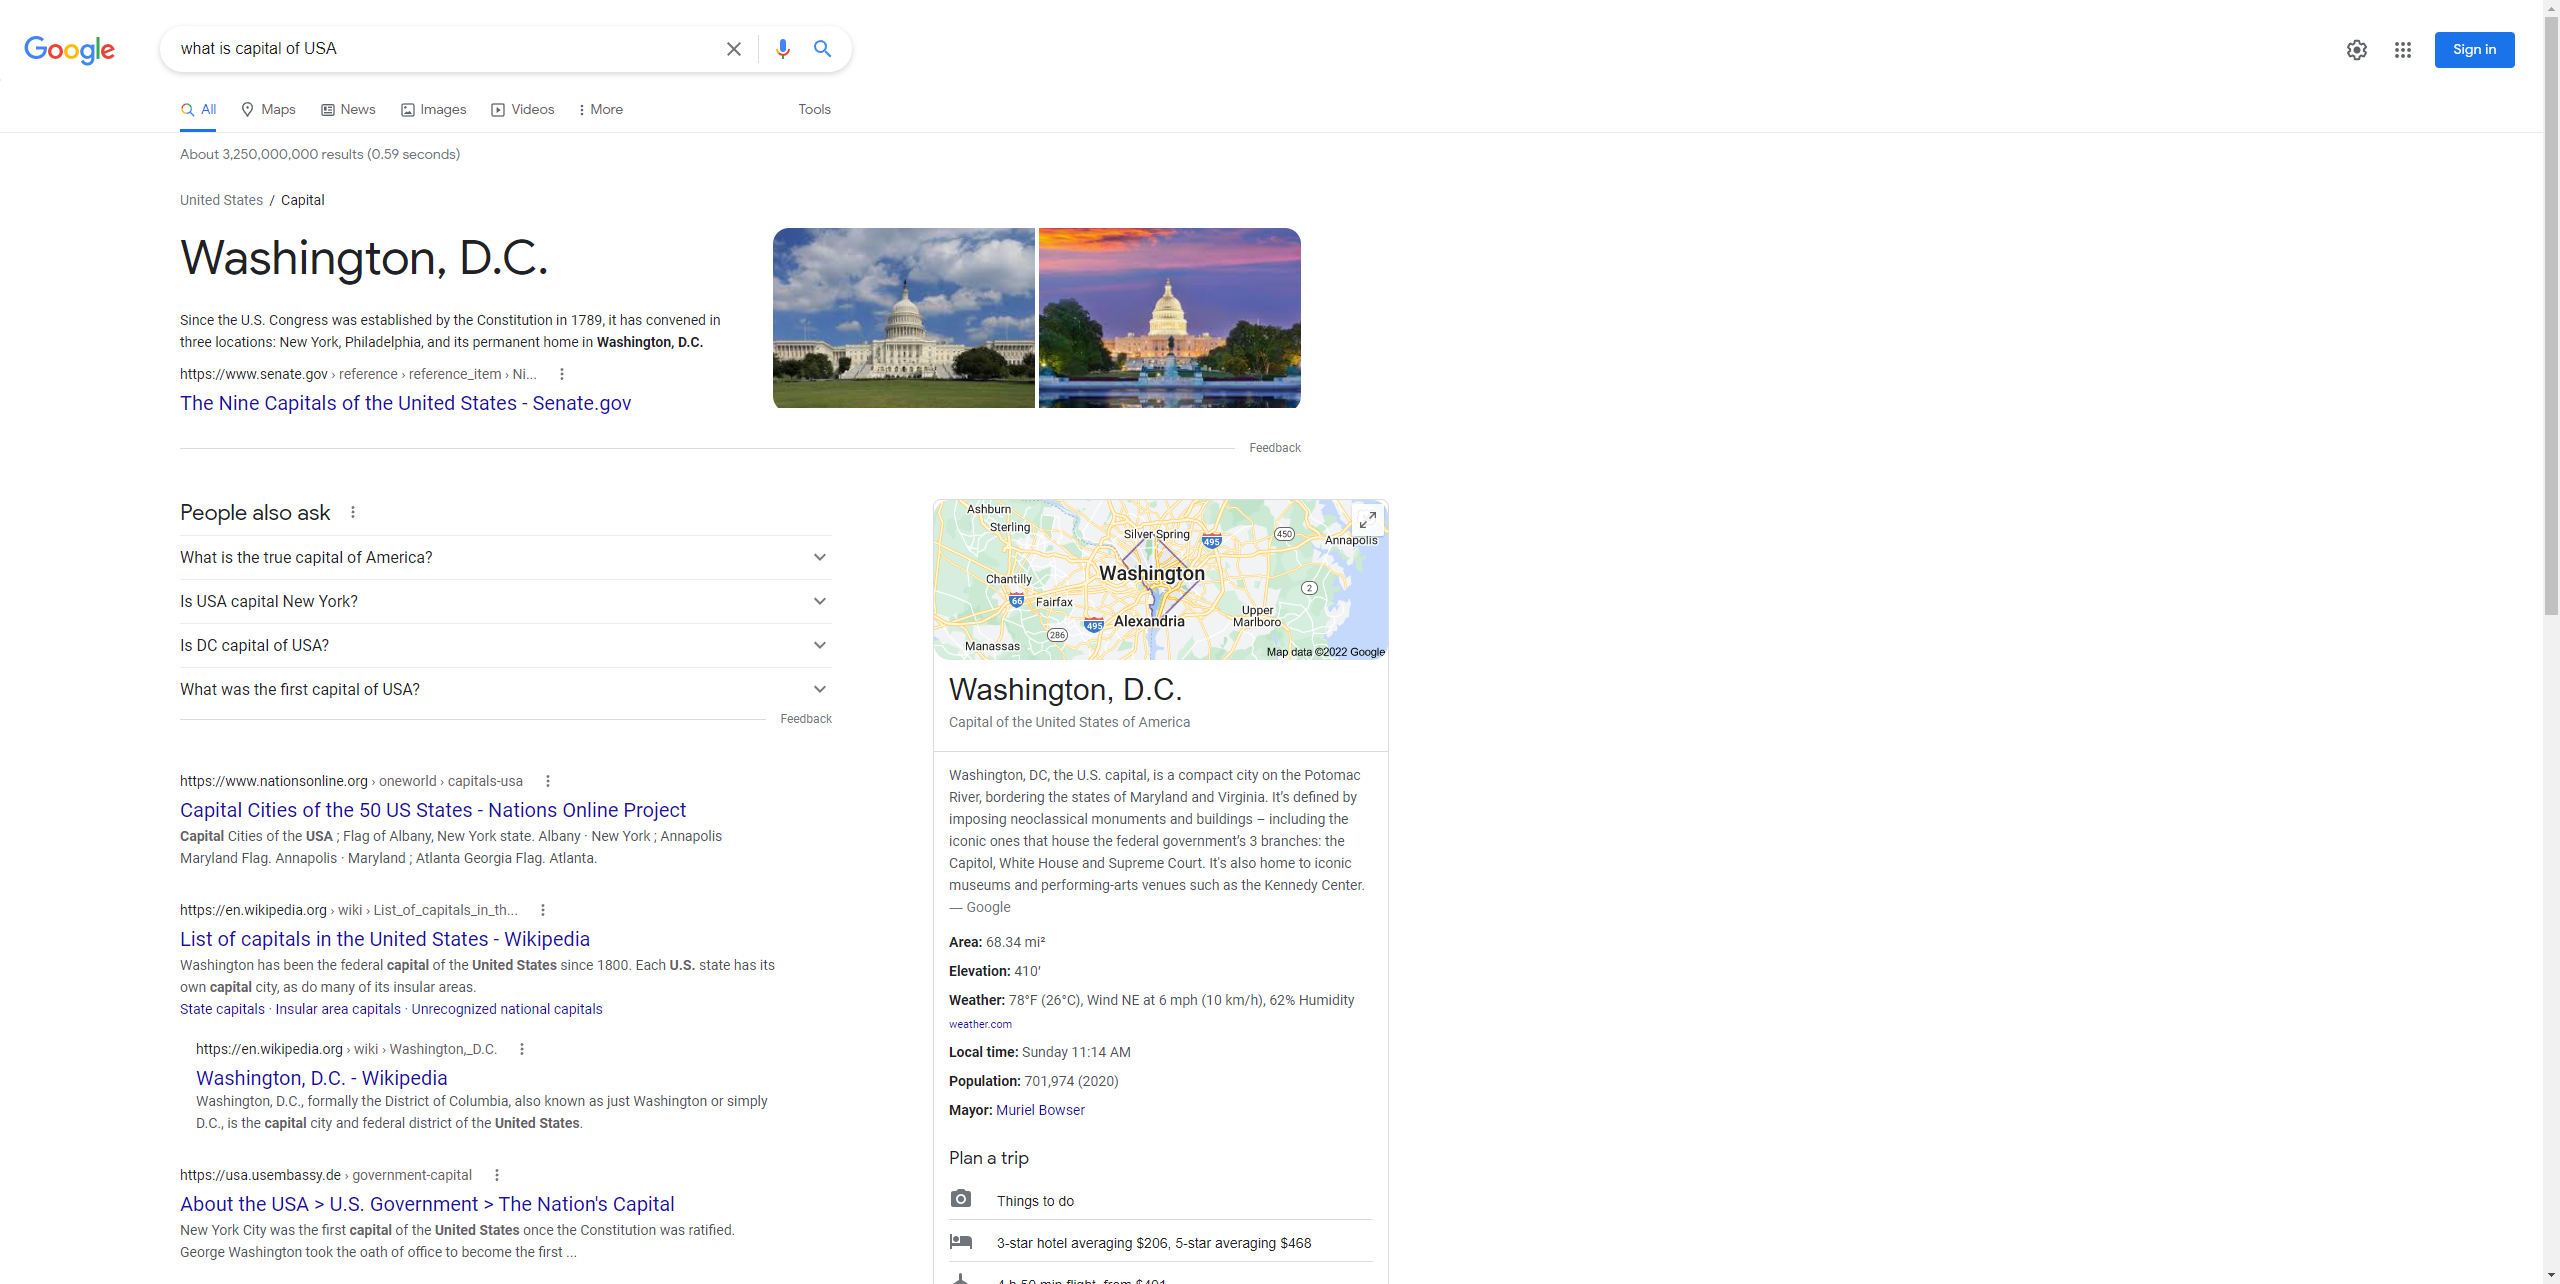 Google
what is capital of USA
Sign in
All
Maps
News
Images
Videos
More
Tools
About 3,250,000,000 results (0.59 seconds)
United States / Capital
Washington, D.C.
Since the U.S. Congress was established by the Constitution in 1789, it has convened in
three locations: New York, Philadelphia, and its permanent home in Washington, D.C.
https://www.senate.gov › reference › reference_item › Ni...
The Nine Capitals of the United States - Senate.gov
Feedback
People also ask
What is the true capital of America?
Is USA capital New York?
Is DC capital of USA?
What was the first capital of USA?
Feedback
https://www.nationsonline.org › oneworld › capitals-usa
Capital Cities of the 50 US States - Nations Online Project
Capital Cities of the USA ; Flag of Albany, New York state. Albany · New York ; Annapolis
Maryland Flag. Annapolis · Maryland ; Atlanta Georgia Flag. Atlanta.
https://en.wikipedia.org › wiki › List_of_capitals_in_th...
List of capitals in the United States - Wikipedia
Washington has been the federal capital of the United States since 1800. Each U.S. state has its
own capital city, as do many of its insular areas.
State capitals · Insular area capitals · Unrecognized national capitals
https://en.wikipedia.org › wiki › Washington,_D.C.
Washington, D.C. - Wikipedia
Washington, D.C., formally the District of Columbia, also known as just Washington or simply
D.C., is the capital city and federal district of the United States.
https://usa.usembassy.de › government-capital
About the USA > U.S. Government > The Nation's Capital
New York City was the first capital of the United States once the Constitution was ratified.
George Washington took the oath of office to become the first ...
Ashburn
Sterling
Silver Spring
495
450
Annapolis
Washington
Chantilly
2
66
Fairfax
Upper
Marlboro
495
Alexandria
286
Manassas
Map data ©2022 Google
Washington, D.C.
Capital of the United States of America
Washington, DC, the U.S. capital, is a compact city on the Potomac
River, bordering the states of Maryland and Virginia. It's defined by
imposing neoclassical monuments and buildings – including the
iconic ones that house the federal government's 3 branches: the
Capitol, White House and Supreme Court. It's also home to iconic
museums and performing-arts venues such as the Kennedy Center.
— Google
Area: 68.34 mi²
Elevation: 410'
Weather: 78°F (26°C), Wind NE at 6 mph (10 km/h), 62% Humidity
weather.com
Local time: Sunday 11:14 AM
Population: 701,974 (2020)
Mayor: Muriel Bowser
Plan a trip
Things to do
3-star hotel averaging $206, 5-star averaging $468
4 h 50 min flight, from $401